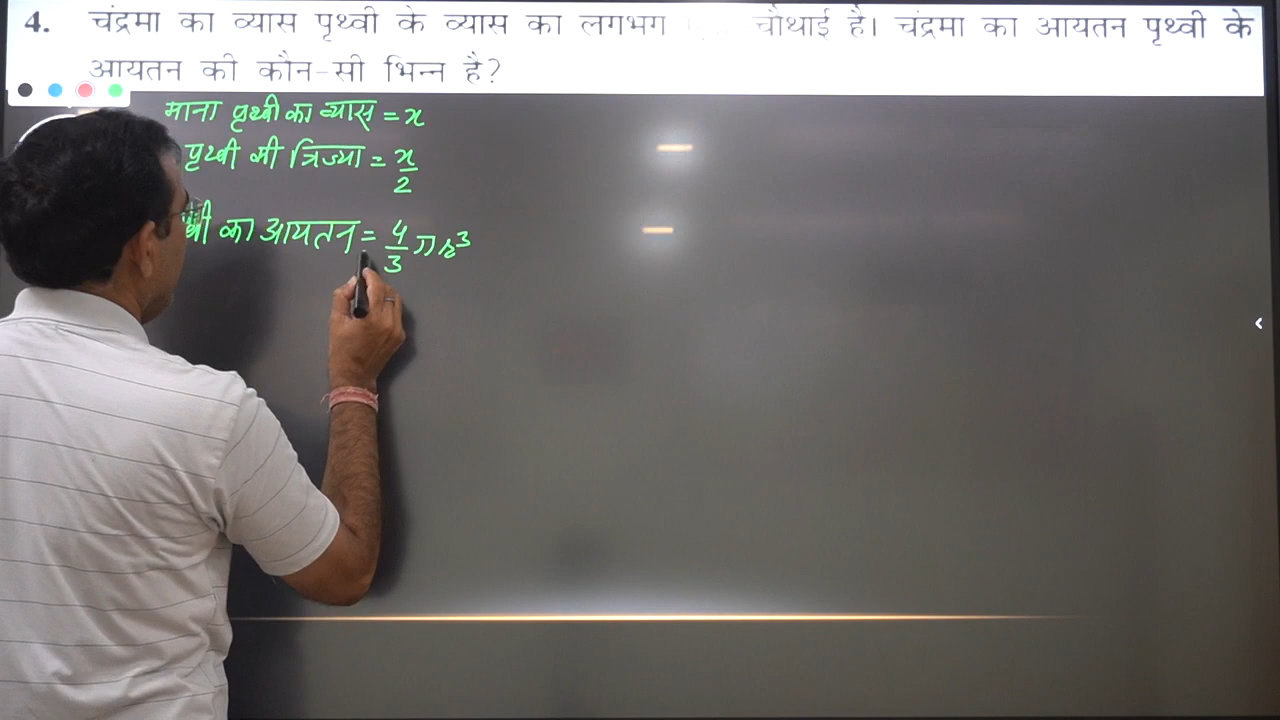 4. चंद्रमा का व्यास पृथ्वी के व्यास का लगभग चौथाई है। चंद्रमा का आयतन पृथ्वी के
आयतन की कौन-सी भिन्न है?
माना पृथ्वी का व्यास = x
पृथ्वी की त्रिज्या = x/2
थ्वी का आयतन = 4/3 πr³